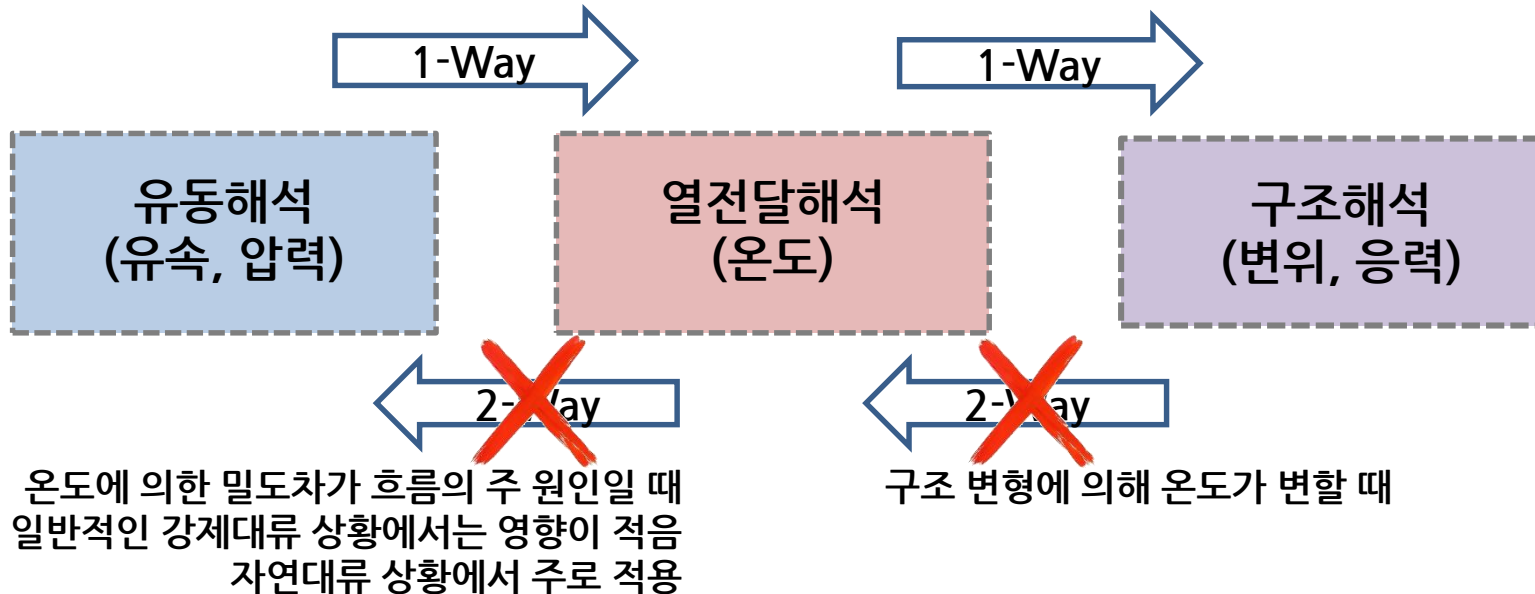 1-Way
1-Way
유동해석
(유속, 압력)
열전달해석
(온도)
구조해석
(변위, 응력)
2-Way
2-Way
온도에 의한 밀도차가 흐름의 주 원인일 때
일반적인 강제대류 상황에서는 영향이 적음
자연대류 상황에서 주로 적용
구조 변형에 의해 온도가 변할 때